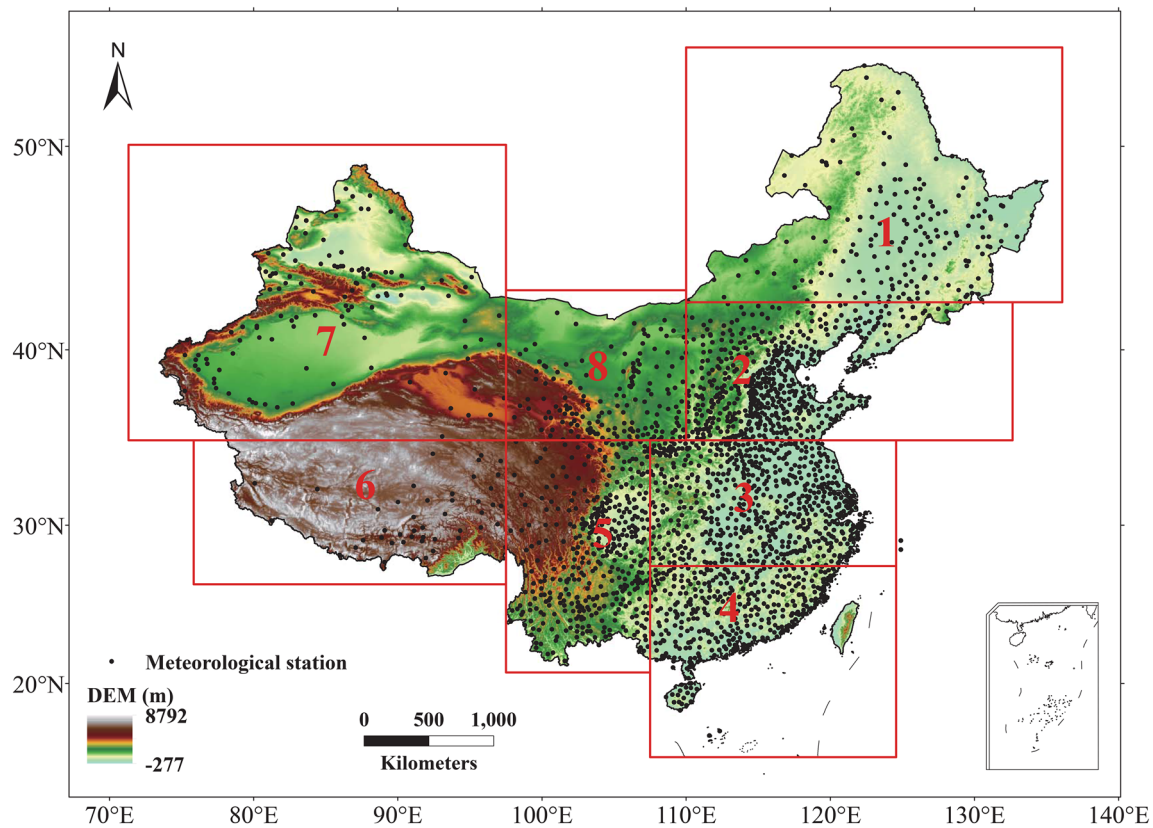 N
50°N
40°N
30°N
20°N
1
2
3
4
5
6
7
8
Meteorological station
DEM (m)
8792
-277
0 500 1,000
Kilometers
70°E 80°E 90°E 100°E 110°E 120°E 130°E 140°E